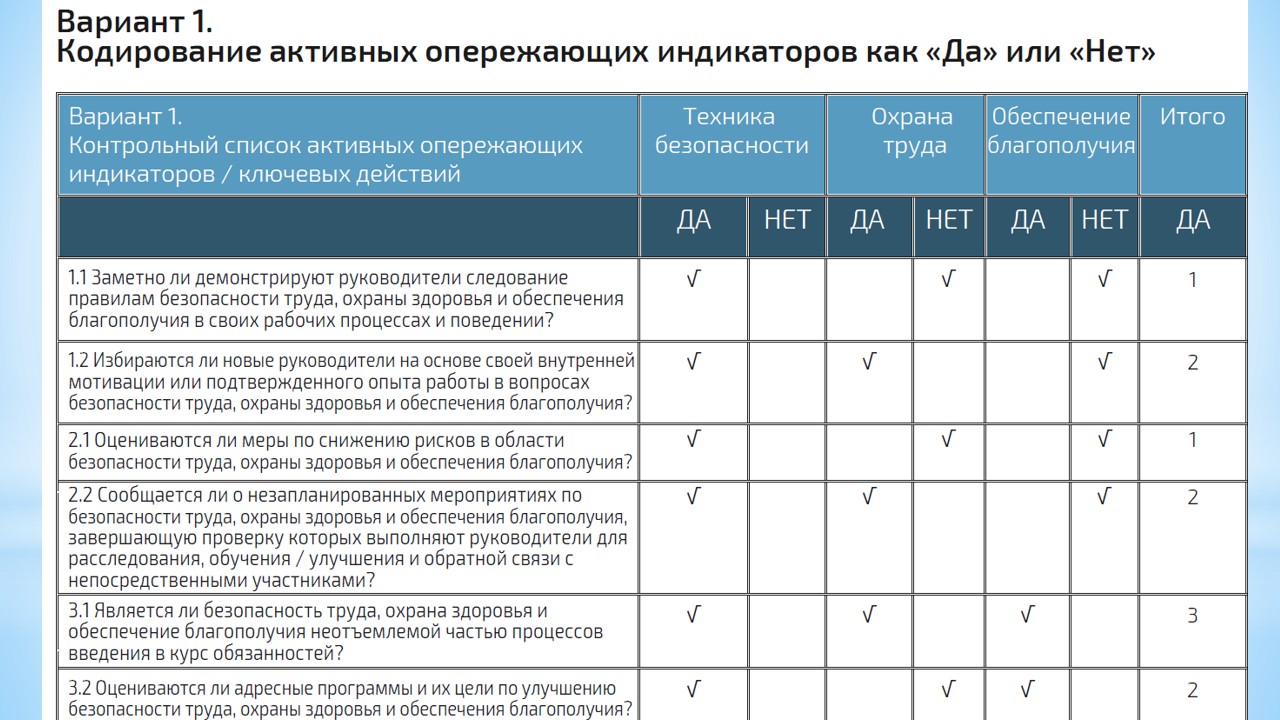 Вариант 1.
Кодирование активных опережающих индикаторов как «Да» или «Нет»
Вариант 1.
Контрольный список активных опережающих
индикаторов / ключевых действий
Техника
безопасности
Охрана
труда
Обеспечение
благополучия
Итого
ДА НЕТ ДА НЕТ ДА НЕТ ДА
1.1 Заметно ли демонстрируют руководители следование
правилам безопасности труда, охраны здоровья и обеспечения
благополучия в своих рабочих процессах и поведении?
√ √ √ 1
1.2 Избираются ли новые руководители на основе своей внутренней
мотивации или подтвержденного опыта работы в вопросах
безопасности труда, охраны здоровья и обеспечения благополучия?
√ √ √ 2
2.1 Оцениваются ли меры по снижению рисков в области
безопасности труда, охраны здоровья и обеспечения благополучия?
√ √ √ 1
2.2 Сообщается ли о незапланированных мероприятиях по
безопасности труда, охраны здоровья и обеспечения благополучия,
завершающую проверку которых выполняют руководители для
расследования, обучения / улучшения и обратной связи с
непосредственными участниками?
√ √ √ 2
3.1 Является ли безопасность труда, охрана здоровья и
обеспечение благополучия неотъемлемой частью процессов
введения в курс обязанностей?
√ √ √ 3
3.2 Оцениваются ли адресные программы и их цели по улучшению
безопасности труда, охраны здоровья и обеспечения благополучия?
√ √ √ 2